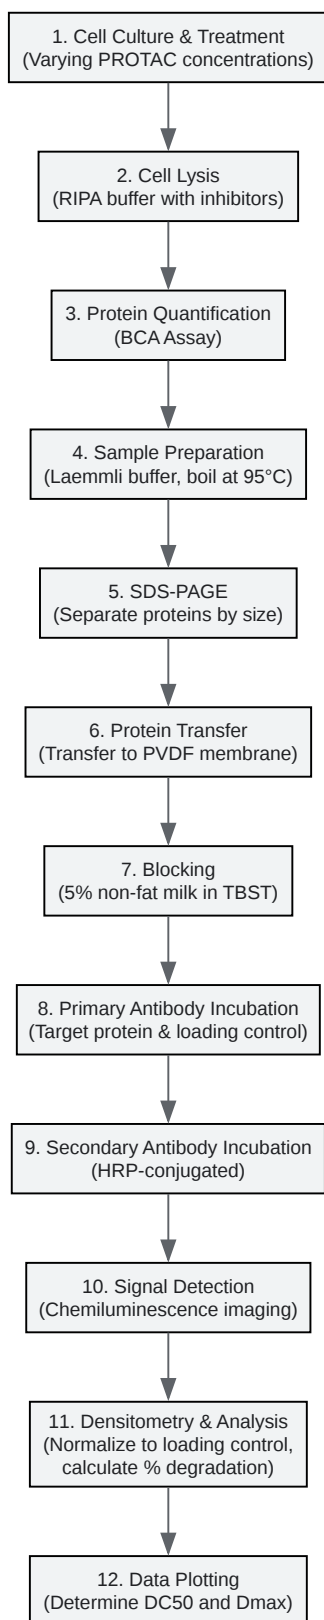 1. Cell Culture & Treatment
(Varying PROTAC concentrations)
2. Cell Lysis
(RIPA buffer with inhibitors)
3. Protein Quantification
(BCA Assay)
4. Sample Preparation
(Laemmli buffer, boil at 95°C)
5. SDS-PAGE
(Separate proteins by size)
6. Protein Transfer
(Transfer to PVDF membrane)
7. Blocking
(5% non-fat milk in TBST)
8. Primary Antibody Incubation
(Target protein & loading control)
9. Secondary Antibody Incubation
(HRP-conjugated)
10. Signal Detection
(Chemiluminescence imaging)
11. Densitometry & Analysis
(Normalize to loading control,
calculate % degradation)
12. Data Plotting
(Determine DC50 and Dmax)